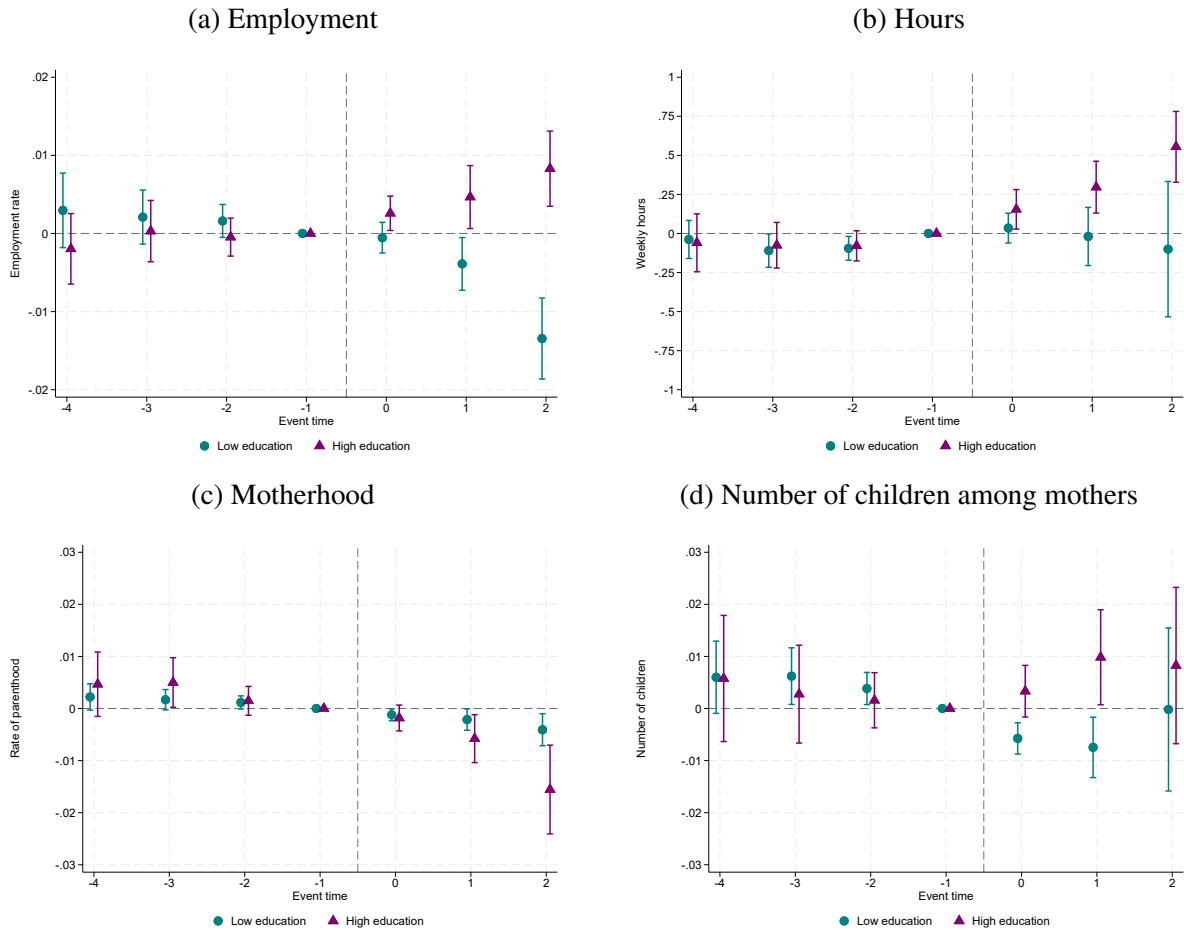 (a) Employment
.02
.01
0
-.01
-.02
Employment rate
-4 -3 -2 -1 0 1 2
Event time
Low education High education
(b) Hours
1
.75
.5
.25
0
-.25
-.5
-.75
-1
Weekly hours
-4 -3 -2 -1 0 1 2
Event time
Low education High education
(c) Motherhood
.03
.02
.01
0
-.01
-.02
-.03
Rate of parenthood
-4 -3 -2 -1 0 1 2
Event time
Low education High education
(d) Number of children among mothers
.03
.02
.01
0
-.01
-.02
-.03
Number of children
-4 -3 -2 -1 0 1 2
Event time
Low education High education